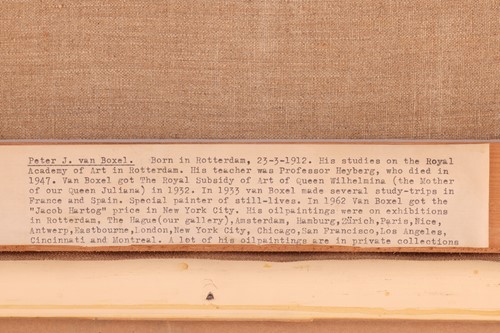 Peter J. van Boxel. Born in Rotterdam, 23-3-1912. His studies on the Royal
Academy of Art in Rotterdam. His teacher was Professor Heyberg, who died in
1947. Van Boxel got The Royal Subsidy of Art of Queen Wilhelmina (the Mother
of our Queen Juliana) in 1932. In 1933 van Boxel made several study-trips in
France and Spain. Special painter of still-lives. In 1962 Van Boxel got the
"Jacob Hartog" price in New York City. His oilpaintings were on exhibitions
in Rotterdam, The Hague(our gallery),Amsterdam, Hamburg,Zürich,Paris,Nice,
Antwerp,Eastbourne,London,New York City, Chicago,San Francisco,Los Angeles,
Cincinnati and Montreal. A lot of his oilpaintings are in private collections